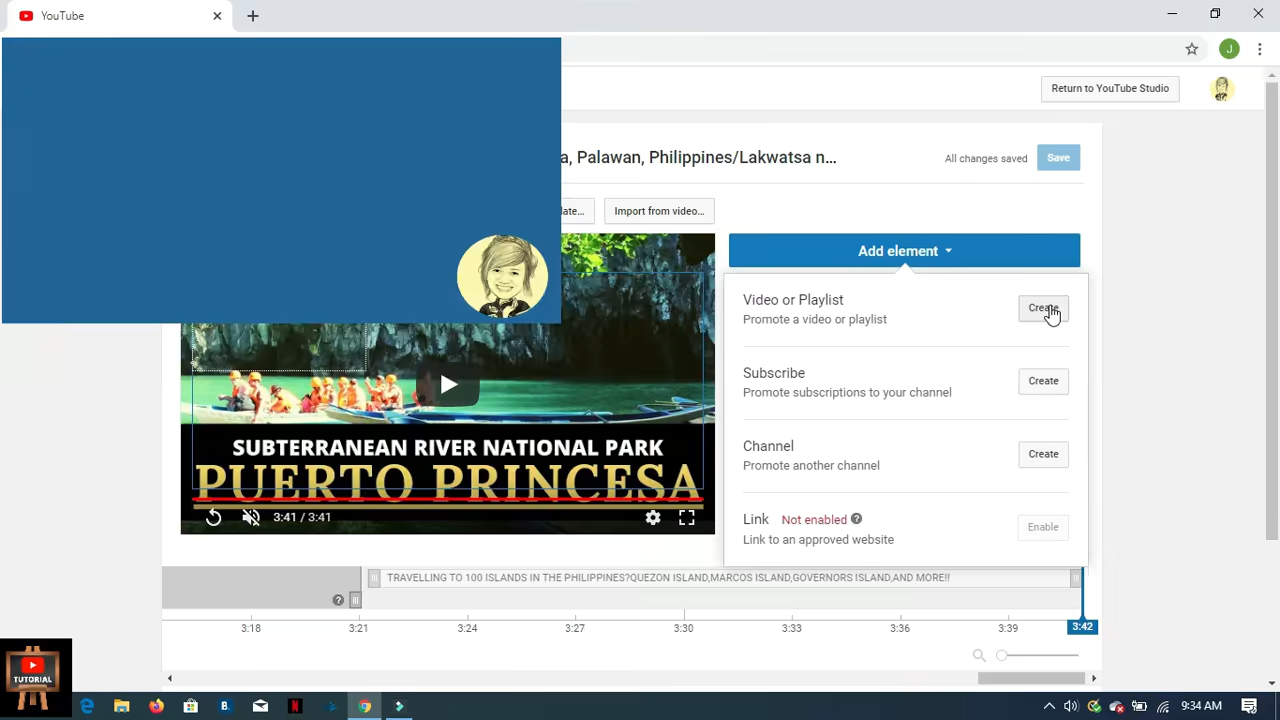 YouTube
J
Return to YouTube Studio
a, Palawan, Philippines/Lakwatsa n...
All changes saved
Save
late...
Import from video...
Add element
Video or Playlist
Promote a video or playlist
Create
Subscribe
Promote subscriptions to your channel
Create
Channel
Promote another channel
Create
Link Not enabled ?
Link to an approved website
Enable
SUBTERRANEAN RIVER NATIONAL PARK
PUERTO PRINCESA
3:41 / 3:41
TRAVELLING TO 100 ISLANDS IN THE PHILIPPINES?QUEZON ISLAND,MARCOS ISLAND,GOVERNORS ISLAND,AND MORE!!
?
3:18 3:21 3:24 3:27 3:30 3:33 3:36 3:39 3:42
TUTORIAL
B.
N
9:34 AM